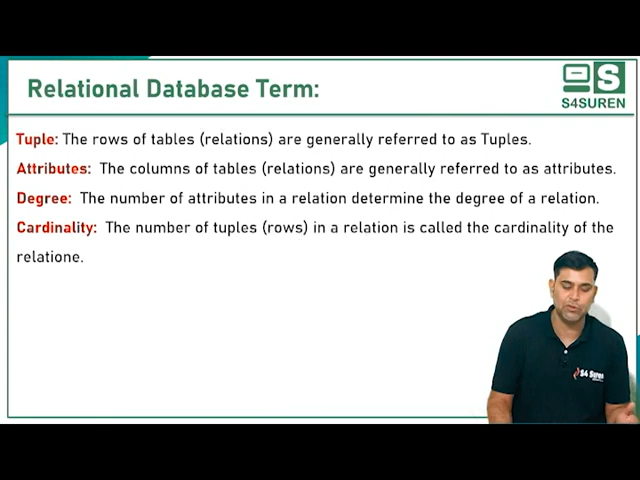 Relational Database Term:
S4SUREN
Tuple: The rows of tables (relations) are generally referred to as Tuples.
Attributes: The columns of tables (relations) are generally referred to as attributes.
Degree: The number of attributes in a relation determine the degree of a relation.
Cardinality: The number of tuples (rows) in a relation is called the cardinality of the
relatione.
S4 Suren